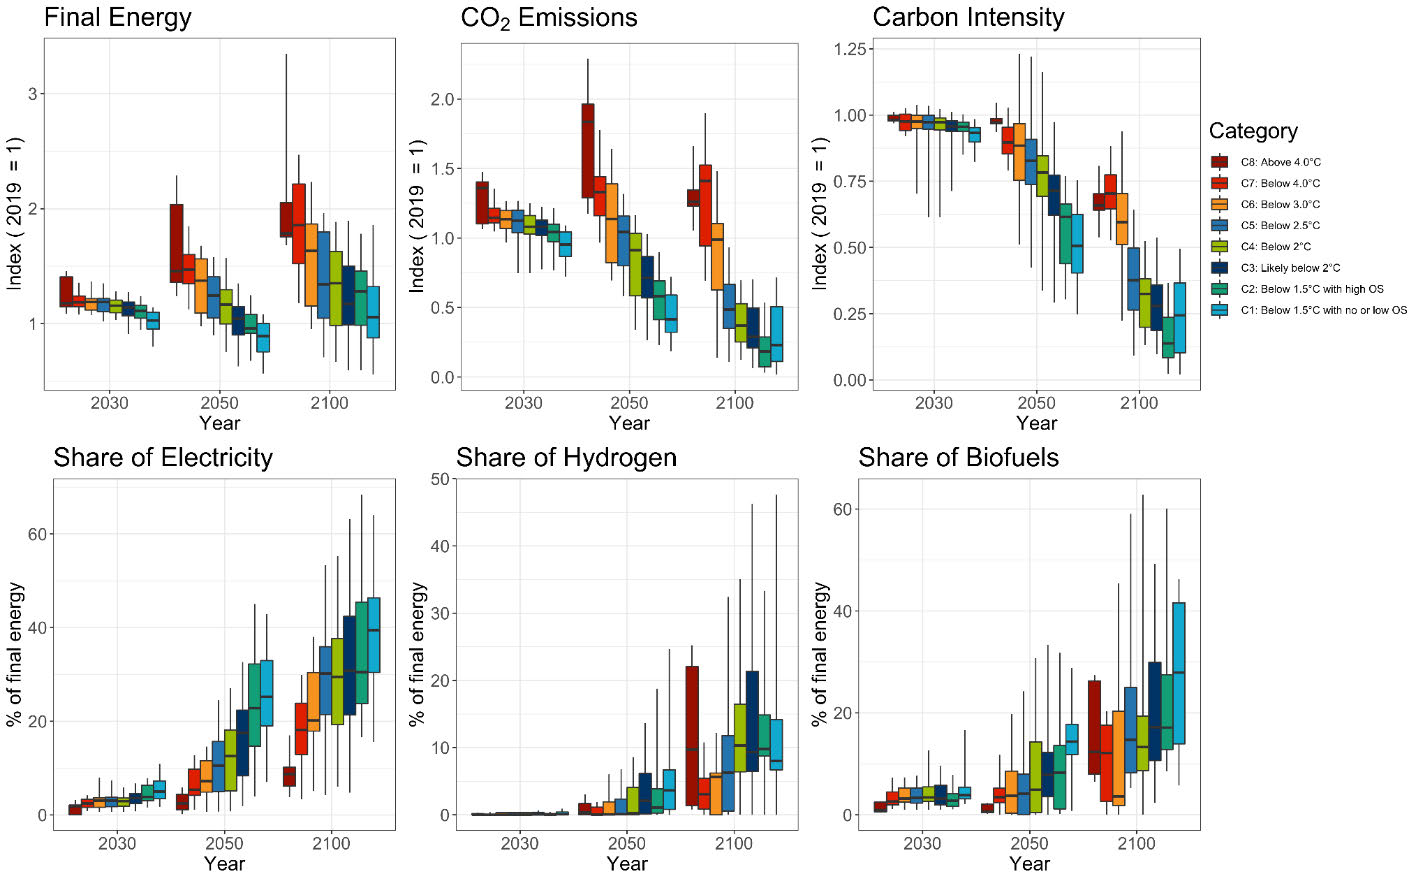 Final Energy
CO₂ Emissions
Carbon Intensity
Index ( 2019 = 1)
3
2
1
2030
2050
2100
Year
Index ( 2019 = 1)
2.0
1.5
1.0
0.5
0.0
2030
2050
2100
Year
Index ( 2019 = 1)
1.25
1.00
0.75
0.50
0.25
0.00
2030
2050
2100
Year
Category
C8: Above 4.0°C
C7: Below 4.0°C
C6: Below 3.0°C
C5: Below 2.5°C
C4: Below 2°C
C3: Likely below 2°C
C2: Below 1.5°C with high OS
C1: Below 1.5°C with no or low OS
Share of Electricity
Share of Hydrogen
Share of Biofuels
% of final energy
60
40
20
0
2030
2050
2100
Year
% of final energy
50
40
30
20
10
0
2030
2050
2100
Year
% of final energy
60
40
20
0
2030
2050
2100
Year